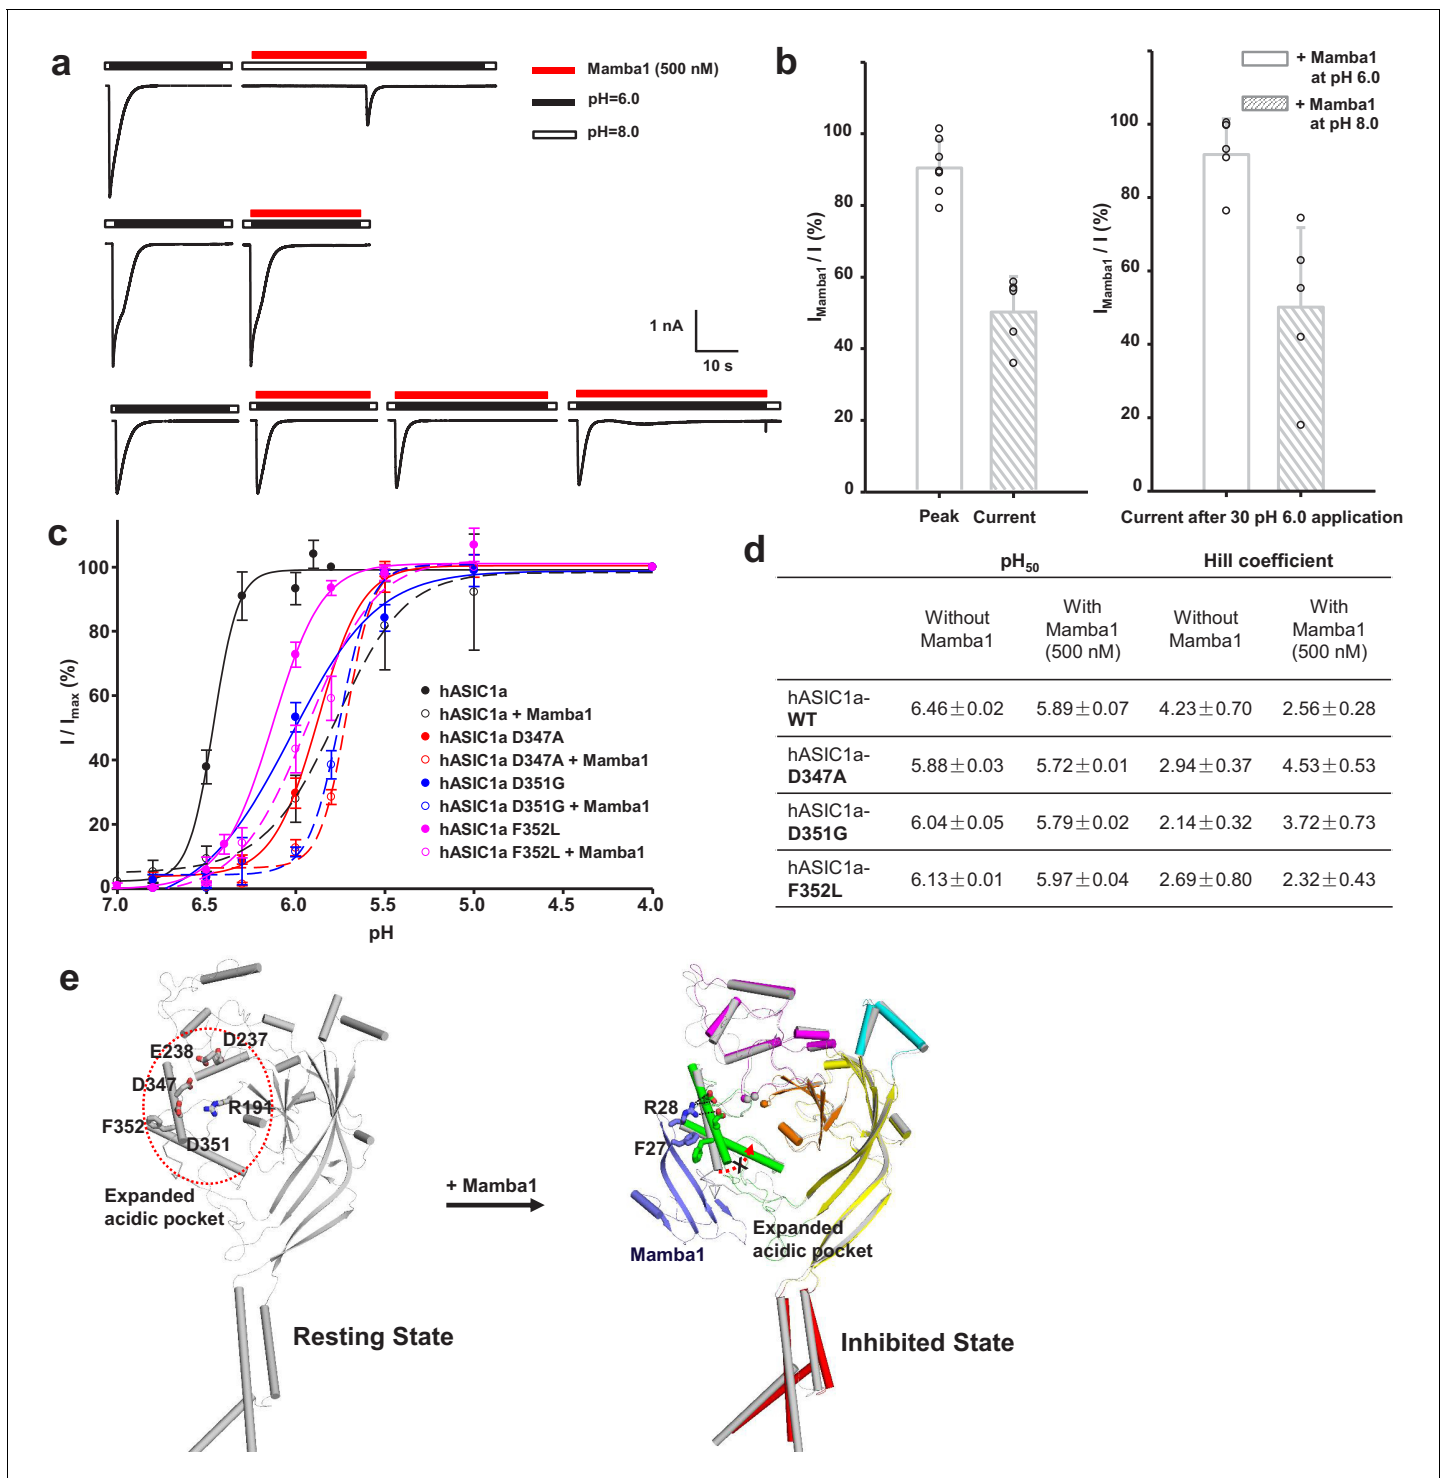 a
Mamba1 (500 nM)
pH=6.0
pH=8.0
1 nA
10 s
b
I Mamba1 / I (%)
100
80
60
40
20
0
Peak Current
I Mamba1 / I (%)
100
80
60
40
20
0
Current after 30 pH 6.0 application
+ Mamba1
at pH 6.0
+ Mamba1
at pH 8.0
c
I / I max (%)
100
80
60
40
20
0
7.0 6.5 6.0 5.5 5.0 4.5 4.0
pH
hASIC1a
hASIC1a + Mamba1
hASIC1a D347A
hASIC1a D347A + Mamba1
hASIC1a D351G
hASIC1a D351G + Mamba1
hASIC1a F352L
hASIC1a F352L + Mamba1
d
pH50 Hill coefficient
Without Mamba1 With Mamba1 (500 nM) Without Mamba1 With Mamba1 (500 nM)
hASIC1a-WT 6.46±0.02 5.89±0.07 4.23±0.70 2.56±0.28
hASIC1a-D347A 5.88±0.03 5.72±0.01 2.94±0.37 4.53±0.53
hASIC1a-D351G 6.04±0.05 5.79±0.02 2.14±0.32 3.72±0.73
hASIC1a-F352L 6.13±0.01 5.97±0.04 2.69±0.80 2.32±0.43
e
D237
E238
D347
R191
F352
D351
Expanded
acidic pocket
Resting State
+ Mamba1
R28
F27
X
Mamba1
Expanded
acidic pocket
Inhibited State